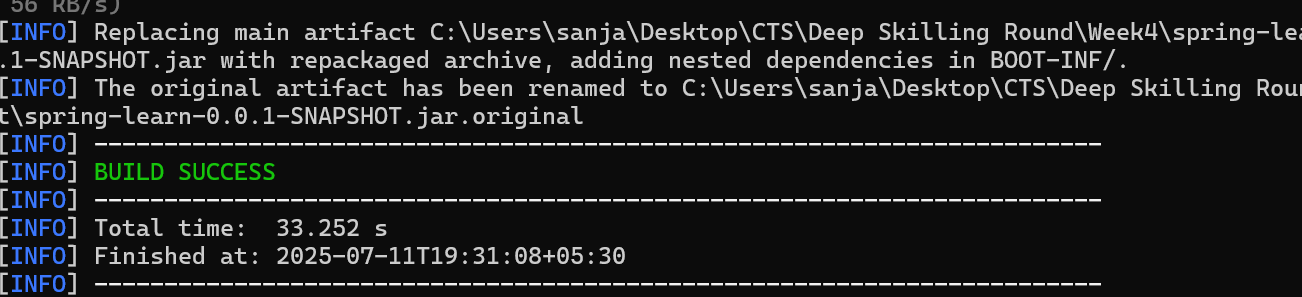 56 KB/s)
[INFO] Replacing main artifact C:\Users\sanja\Desktop\CTS\Deep Skilling Round\Week4\spring-lea
.1-SNAPSHOT.jar with repackaged archive, adding nested dependencies in BOOT-INF/.
[INFO] The original artifact has been renamed to C:\Users\sanja\Desktop\CTS\Deep Skilling Roun
t\spring-learn-0.0.1-SNAPSHOT.jar.original
[INFO] ------------------------------------------------------------------------
[INFO] BUILD SUCCESS
[INFO] ------------------------------------------------------------------------
[INFO] Total time:  33.252 s
[INFO] Finished at: 2025-07-11T19:31:08+05:30
[INFO] ------------------------------------------------------------------------